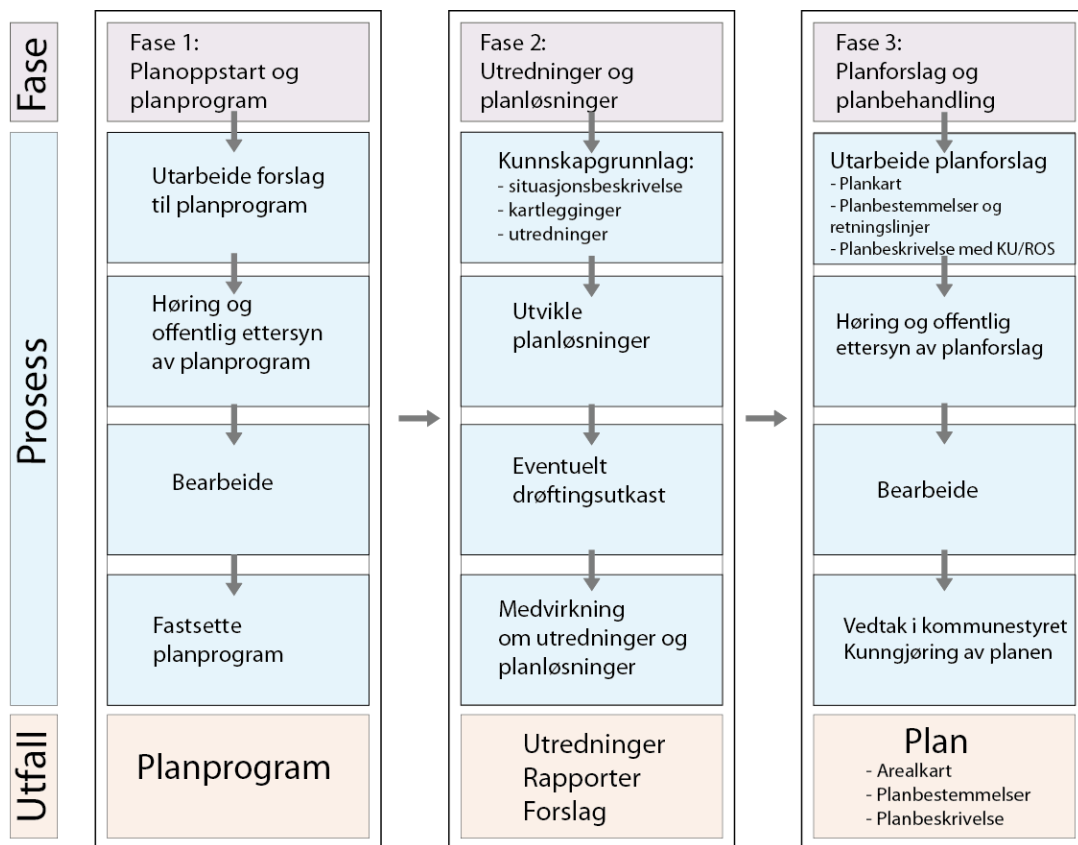 Fase
Fase 1:
Planoppstart og
planprogram
Fase 2:
Utredninger og
planløsninger
Fase 3:
Planforslag og
planbehandling
Prosess
Utarbeide forslag
til planprogram
Høring og
offentlig ettersyn
av planprogram
Bearbeide
Fastsette
planprogram
Kunnskapgrunnlag:
- situasjonsbeskrivelse
- kartlegginger
- utredninger
Utvikle
planløsninger
Eventuelt
drøftingsutkast
Medvirkning
om utredninger og
planløsninger
Utarbeide planforslag
- Plankart
- Planbestemmelser og
retningslinjer
- Planbeskrivelse med KU/ROS
Høring og offentlig
ettersyn av planforslag
Bearbeide
Vedtak i kommunestyret
Kunngjøring av planen
Utfall
Planprogram
Utredninger
Rapporter
Forslag
Plan
- Arealkart
- Planbestemmelser
- Planbeskrivelse